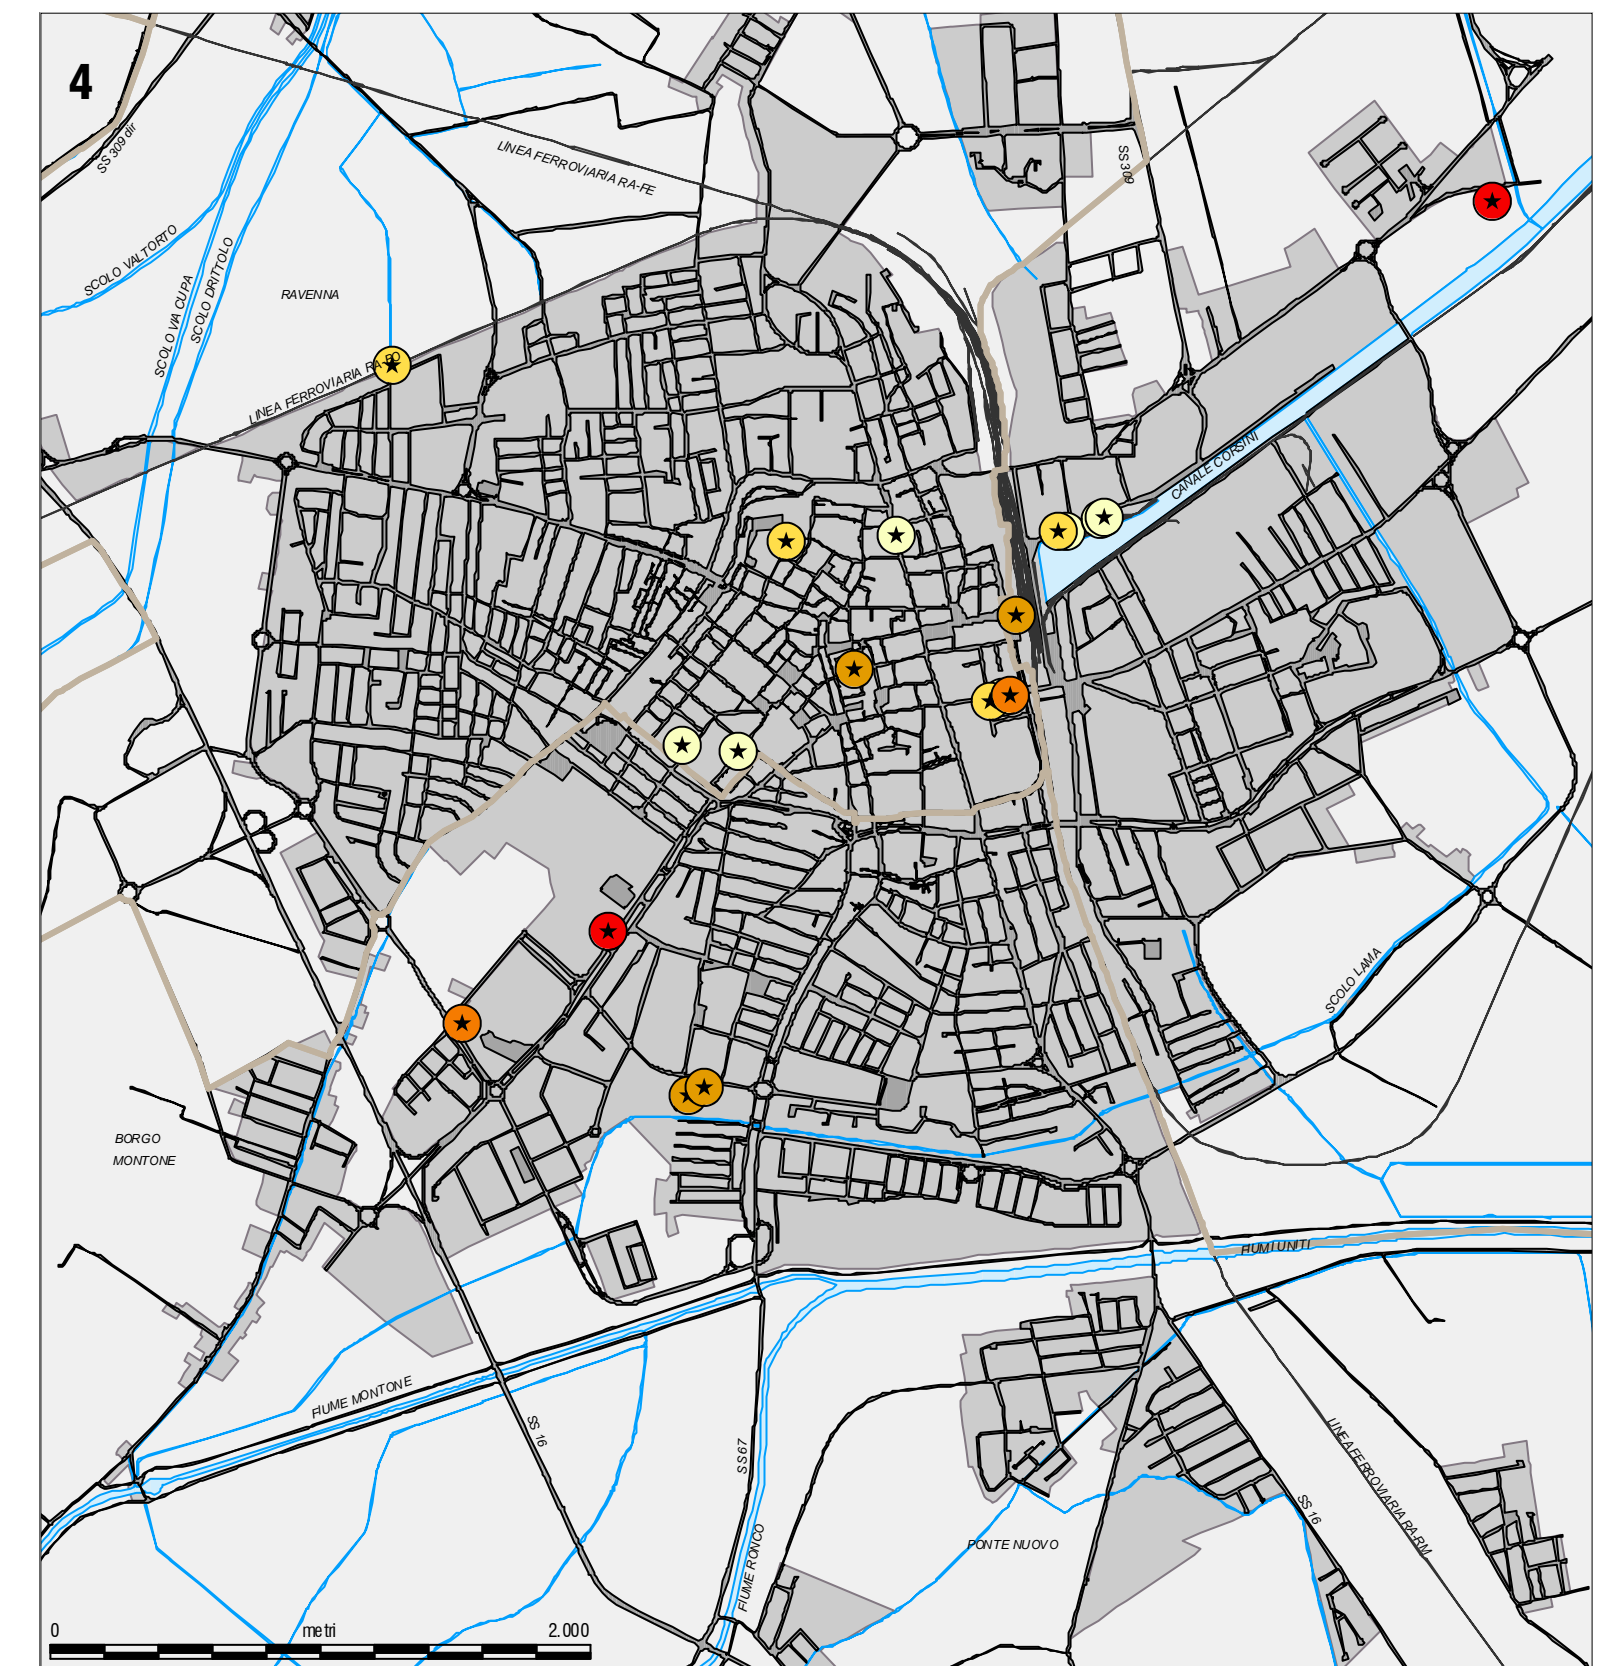 4
SS 309 dir
LINEA FERROVIARIA RA-FE
SS 309
SCOLO VALTORTO
SCOLO VIA CUPA
SCOLO DRITTOLO
RAVENNA
LINEA FERROVIARIA RA-BO
CANALE CORSINI
SCOLO LAMA
BORGO
MONTONE
FIUMI UNITI
FIUME MONTONE
SS 16
SS67
LINEA FERROVIARIA RA-RM
SS 16
PONTE NUOVO
FIUME RONCO
0 metri 2.000